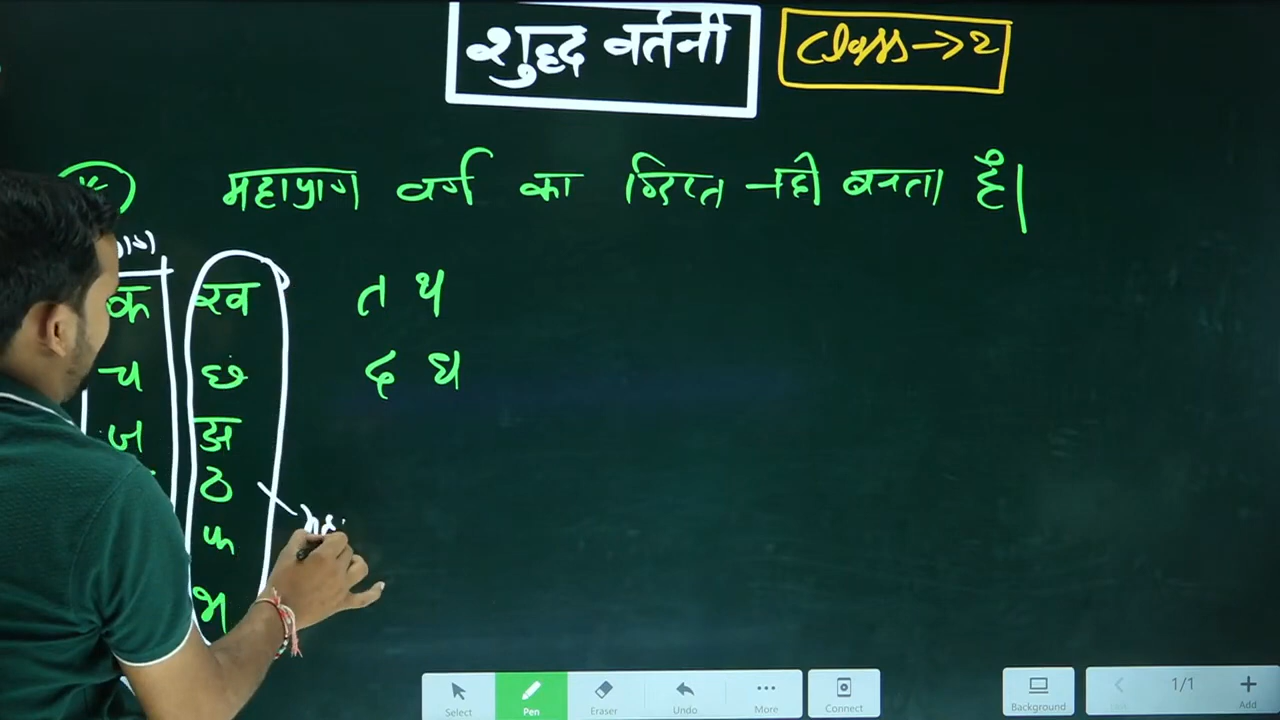 शुद्ध वर्तनी
Class → 2
महाप्राण वर्ग का द्वित्त नही बनता है।
क ख त थ
च छ द ध
ज झ
ठ
फ
भ
Select Pen Eraser Undo More Connect Background 1/1 Add